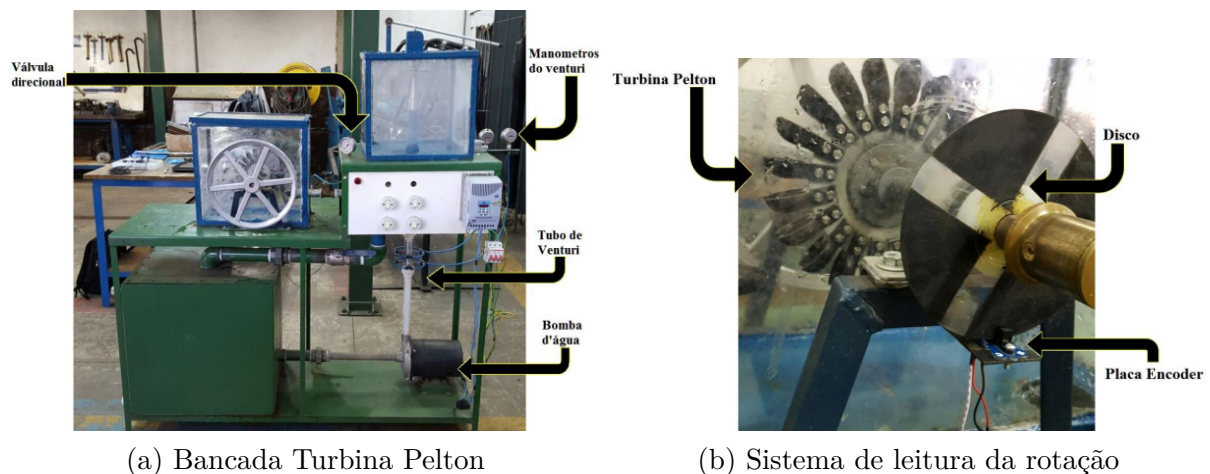 Válvula
direcional
Manometros
do venturi
Tubo de
Venturi
Bomba
d'água
Turbina Pelton
Disco
Placa Encoder
(a) Bancada Turbina Pelton
(b) Sistema de leitura da rotação